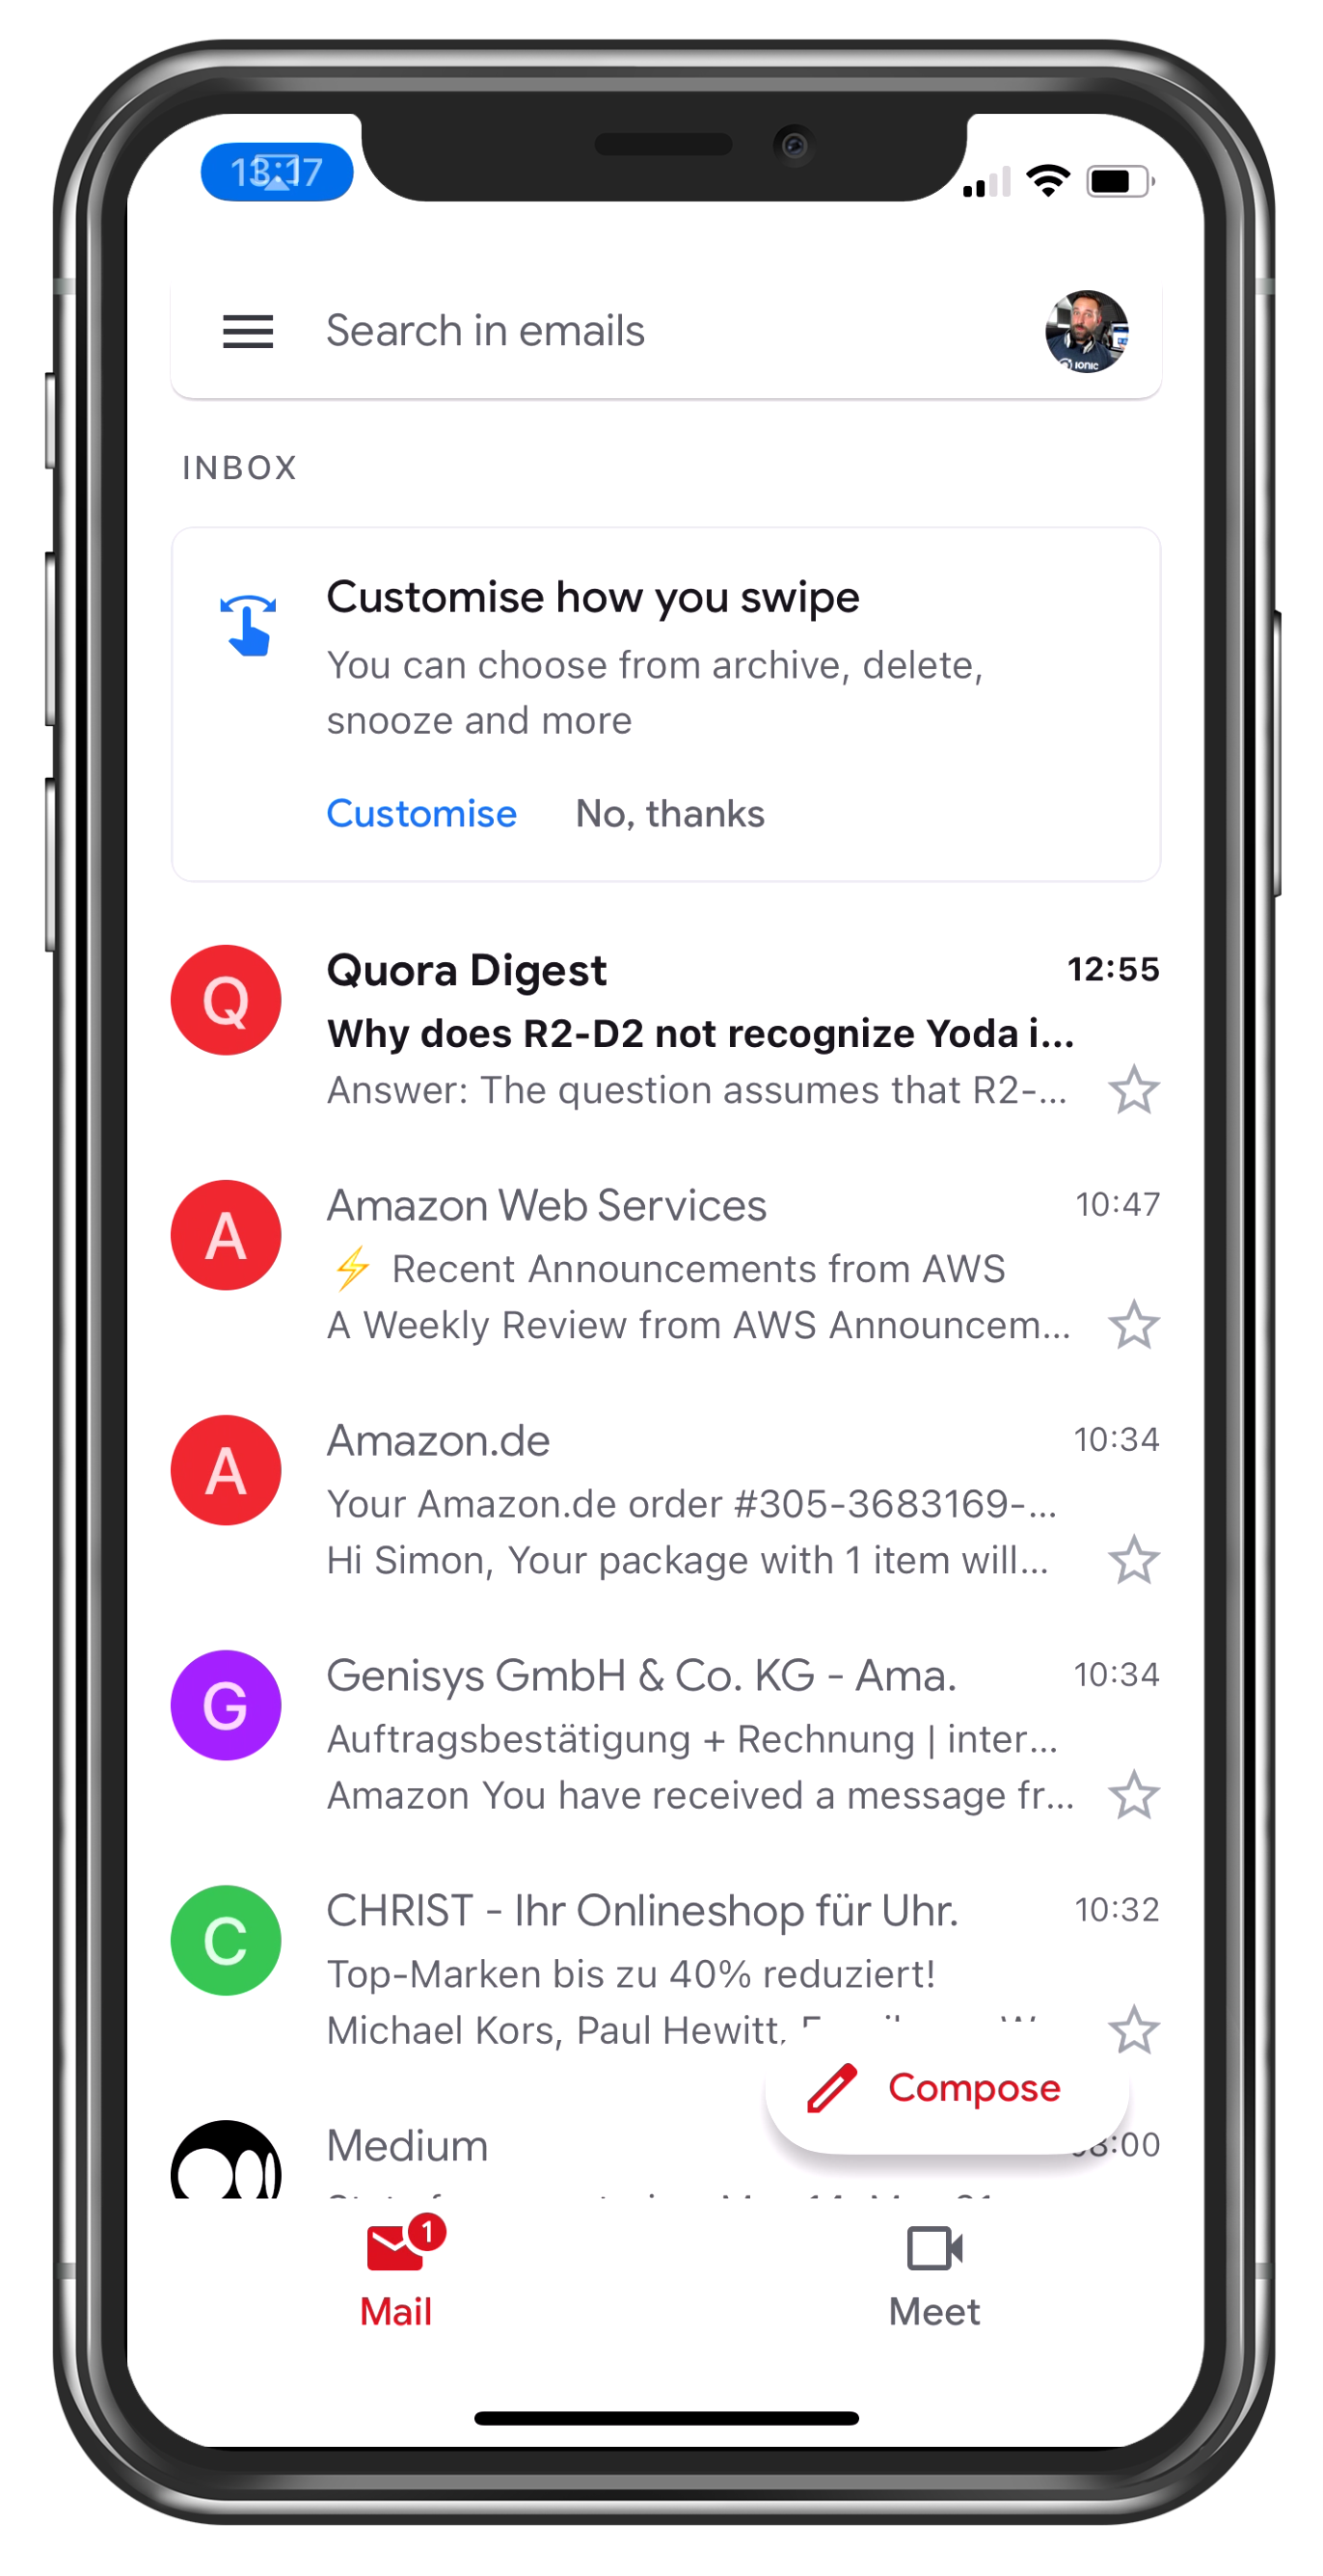 13:17
Search in emails
IONIC
INBOX
Customise how you swipe
You can choose from archive, delete,
snooze and more
Customise No, thanks
Q
Quora Digest 12:55
Why does R2-D2 not recognize Yoda i...
Answer: The question assumes that R2-...
A
Amazon Web Services 10:47
⚡ Recent Announcements from AWS
A Weekly Review from AWS Announcem...
A
Amazon.de 10:34
Your Amazon.de order #305-3683169-...
Hi Simon, Your package with 1 item will...
G
Genisys GmbH & Co. KG - Ama. 10:34
Auftragsbestätigung + Rechnung | inter...
Amazon You have received a message fr...
C
CHRIST - Ihr Onlineshop für Uhr. 10:32
Top-Marken bis zu 40% reduziert!
Michael Kors, Paul Hewitt,
Compose
Medium :00
1
Mail Meet